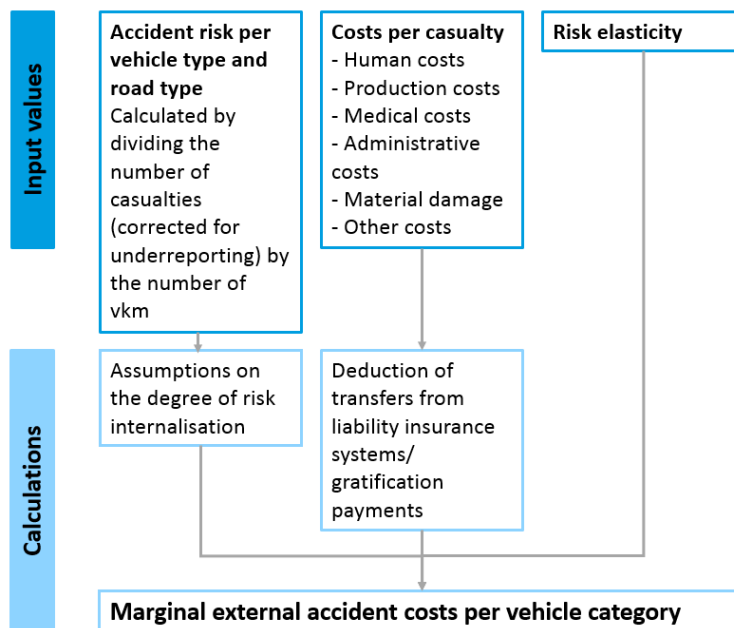 Input values
Accident risk per
vehicle type and
road type
Calculated by
dividing the
number of
casualties
(corrected for
underreporting) by
the number of
vkm
Costs per casualty
- Human costs
- Production costs
- Medical costs
- Administrative
costs
- Material damage
- Other costs
Risk elasticity
Calculations
Assumptions on
the degree of risk
internalisation
Deduction of
transfers from
liability insurance
systems/
gratification
payments
Marginal external accident costs per vehicle category